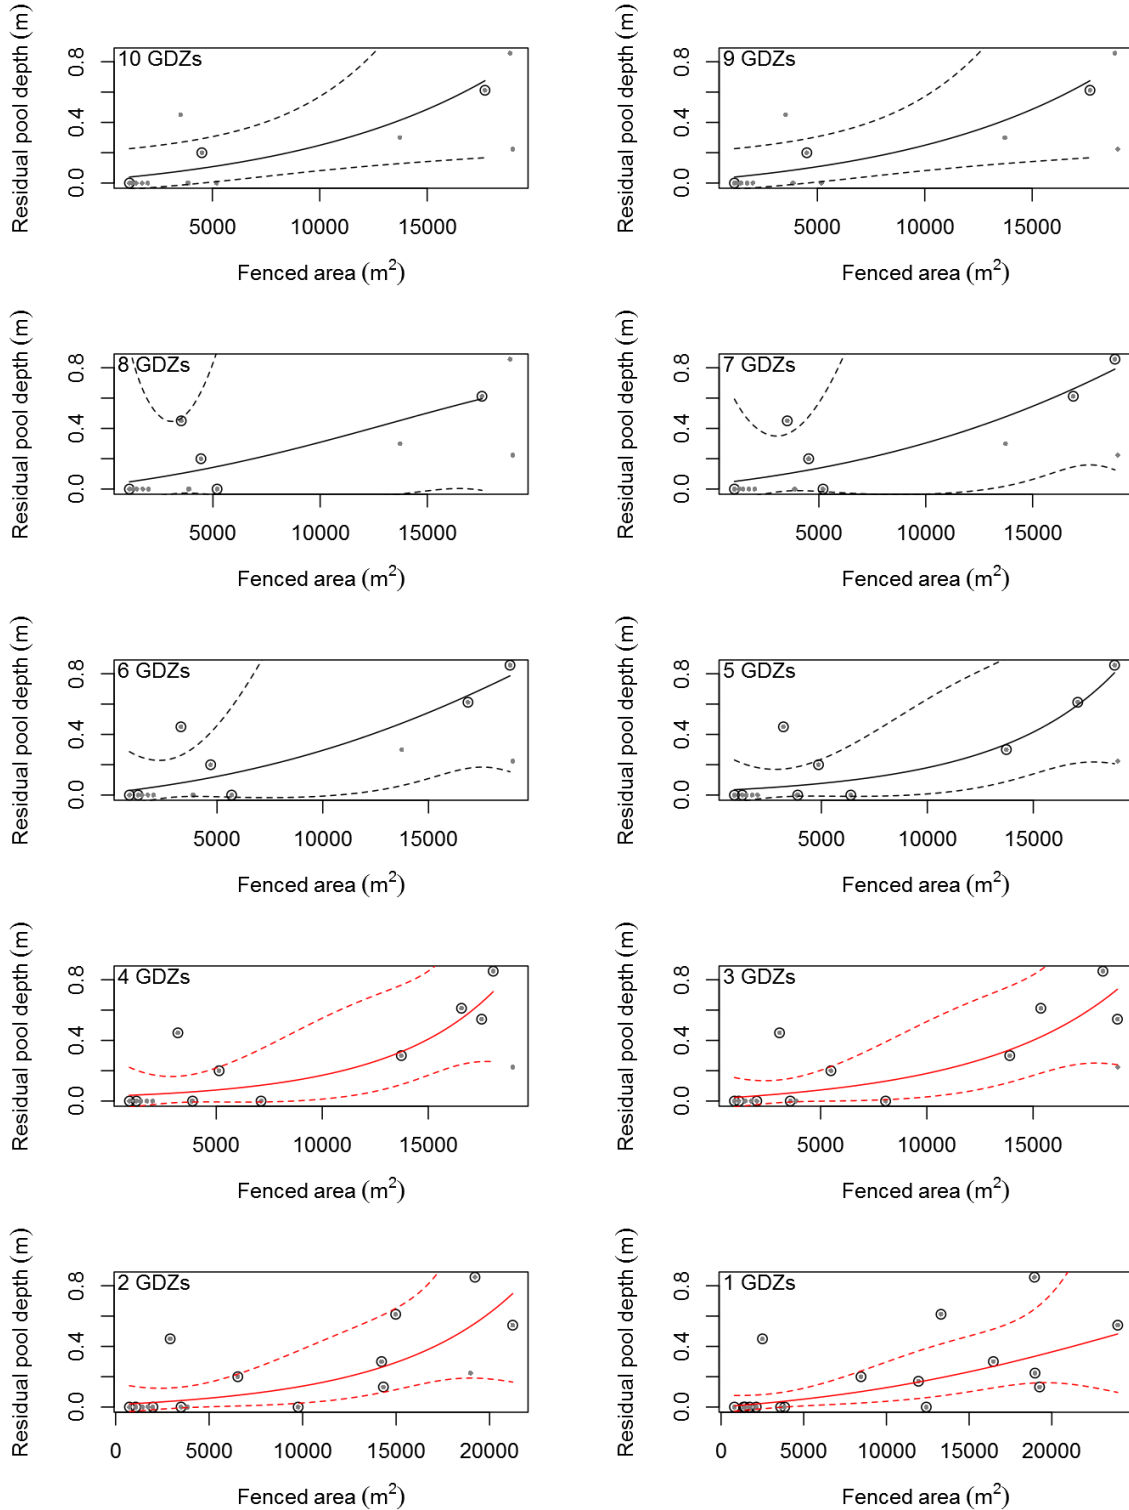 10 GDZs
Residual pool depth (m)
0.0 0.4 0.8
5000 10000 15000
Fenced area (m²)
9 GDZs
Residual pool depth (m)
0.0 0.4 0.8
5000 10000 15000
Fenced area (m²)
8 GDZs
Residual pool depth (m)
0.0 0.4 0.8
5000 10000 15000
Fenced area (m²)
7 GDZs
Residual pool depth (m)
0.0 0.4 0.8
5000 10000 15000
Fenced area (m²)
6 GDZs
Residual pool depth (m)
0.0 0.4 0.8
5000 10000 15000
Fenced area (m²)
5 GDZs
Residual pool depth (m)
0.0 0.4 0.8
5000 10000 15000
Fenced area (m²)
4 GDZs
Residual pool depth (m)
0.0 0.4 0.8
5000 10000 15000
Fenced area (m²)
3 GDZs
Residual pool depth (m)
0.0 0.4 0.8
5000 10000 15000
Fenced area (m²)
2 GDZs
Residual pool depth (m)
0.0 0.4 0.8
0 5000 10000 15000 20000
Fenced area (m²)
1 GDZs
Residual pool depth (m)
0.0 0.4 0.8
0 5000 10000 15000 20000
Fenced area (m²)